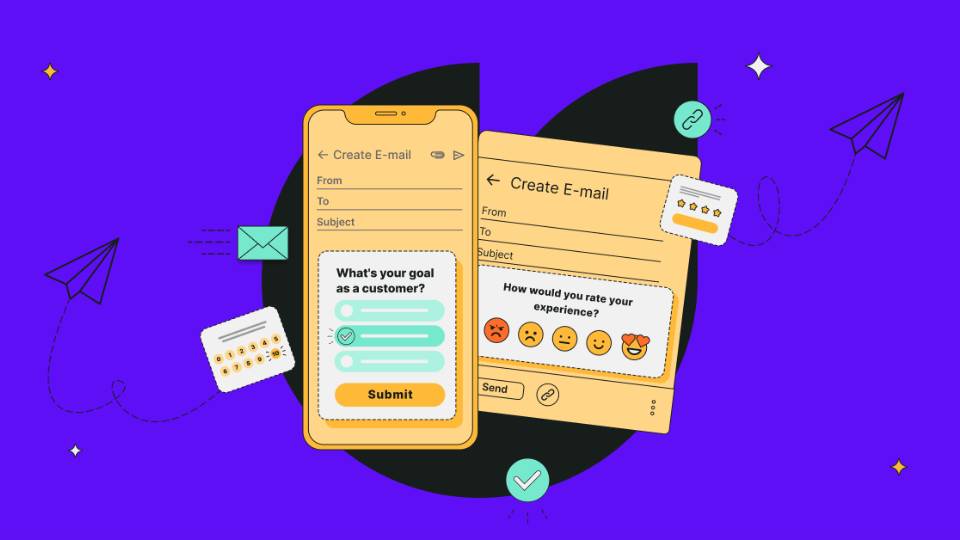 Create E-mail
From
To
Subject
What's your goal
as a customer?
Submit
Create E-mail
From
To
Subject
How would you rate your
experience?
Send
0 1 2 3 4 5
6 7 8 9 10